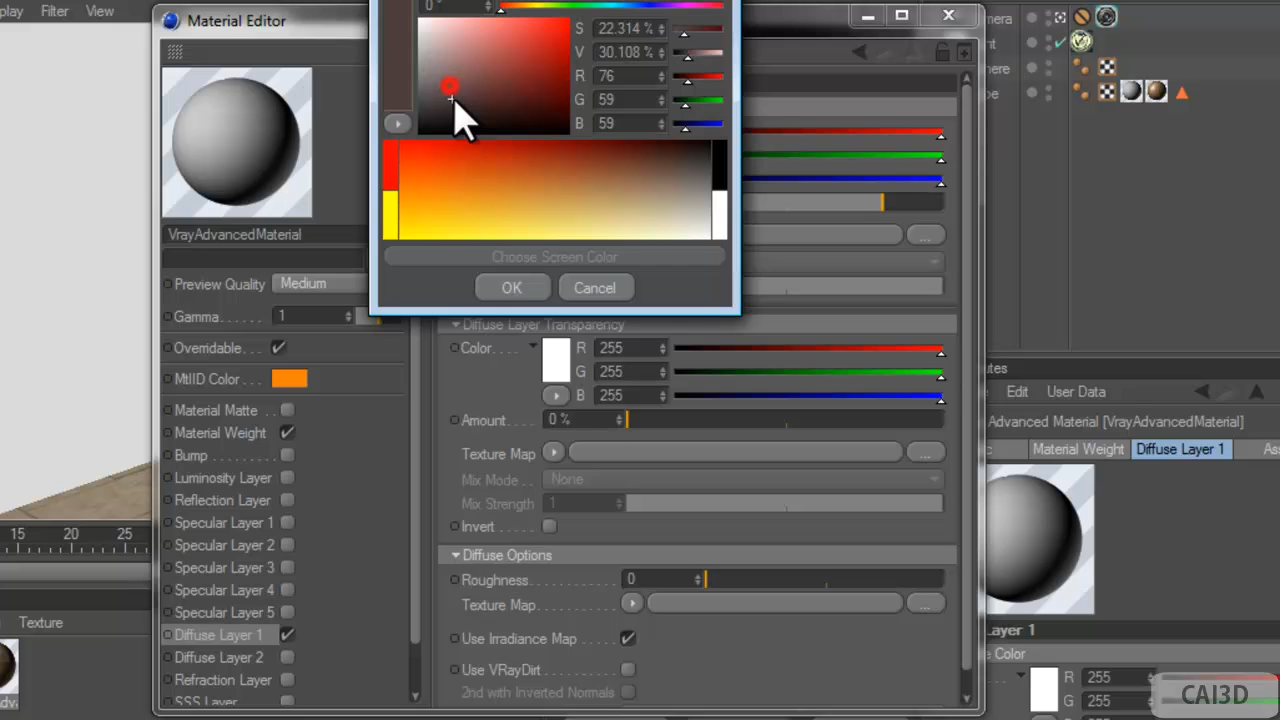 play Filter View
Material Editor
0°
S 22.314 %
V 30.108 %
R 76
G 59
B 59
Choose Screen Color
OK Cancel
VrayAdvancedMaterial
Preview Quality Medium
Gamma 1
Overridable
MtlID Color
Material Matte
Material Weight
Bump
Luminosity Layer
Reflection Layer
Specular Layer 1
Specular Layer 2
Specular Layer 3
Specular Layer 4
Specular Layer 5
Diffuse Layer 1
Diffuse Layer 2
Refraction Layer
SSS Layer
Diffuse Layer Transparency
Color R 255
G 255
B 255
Amount 0 %
Texture Map ...
Mix Mode None
Mix Strength 1
Invert
Diffuse Options
Roughness 0
Texture Map ...
Use Irradiance Map
Use VRayDirt
2nd with Inverted Normals
15 20 25
Texture
mera
nt
here
be
utes
Edit User Data
Advanced Material [VrayAdvancedMaterial]
c Material Weight Diffuse Layer 1 Ass
Layer 1
e Color
R 255
G 255
CAI3D